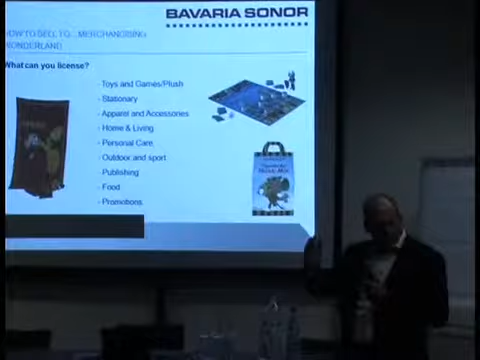 BAVARIA SONOR
HOW TO SELL TO... MERCHANDISING
WONDERLAND
What can you license?
- Toys and Games/Plush
- Stationary
- Apparel and Accessories
- Home & Living
- Personal Care
- Outdoor and sport
- Publishing
- Food
- Promotions